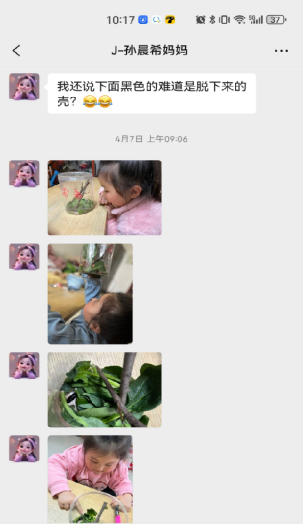 10:17
37
J-孙晨希妈妈
我还说下面黑色的难道是脱下来的
壳？😂😂
4月7日 上午09:06